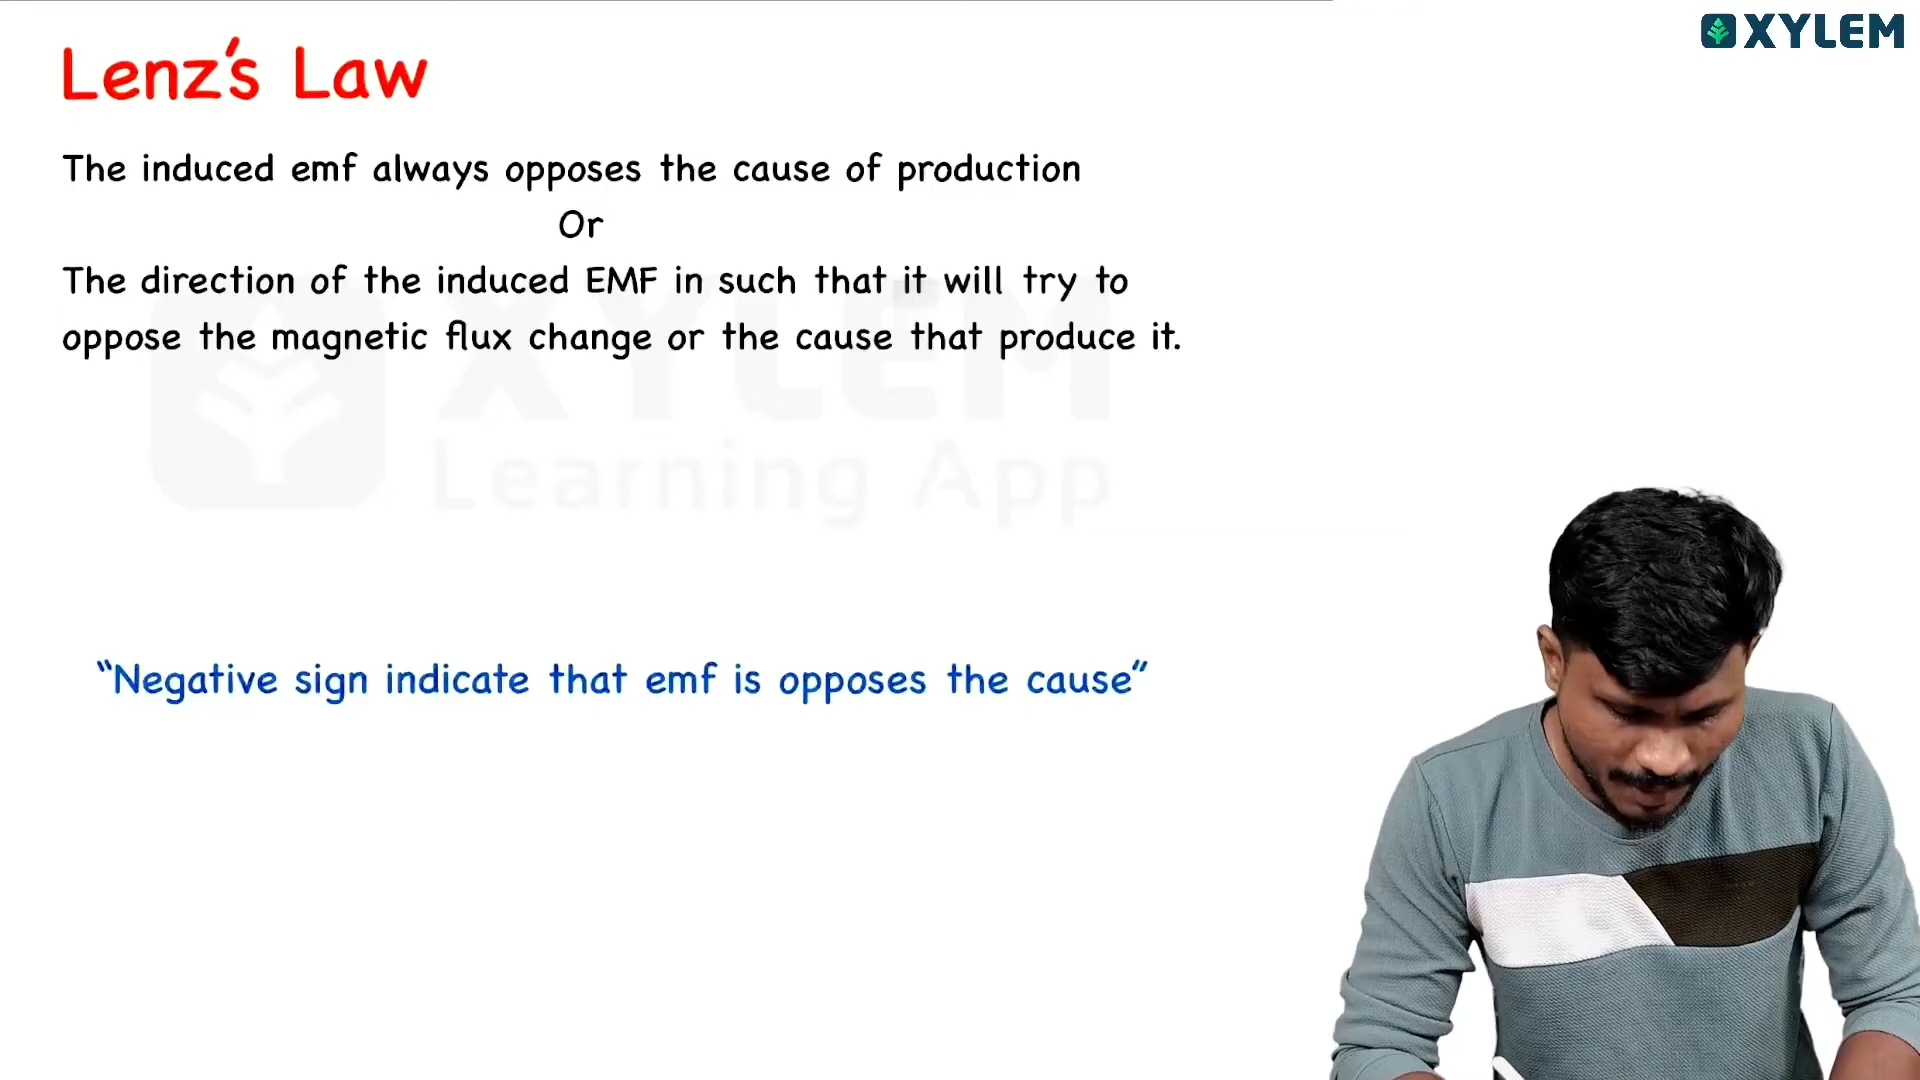 XYLEM
Lenz's Law
The induced emf always opposes the cause of production
Or
The direction of the induced EMF in such that it will try to
oppose the magnetic flux change or the cause that produce it.
XYLEM
Learning App
"Negative sign indicate that emf is opposes the cause"